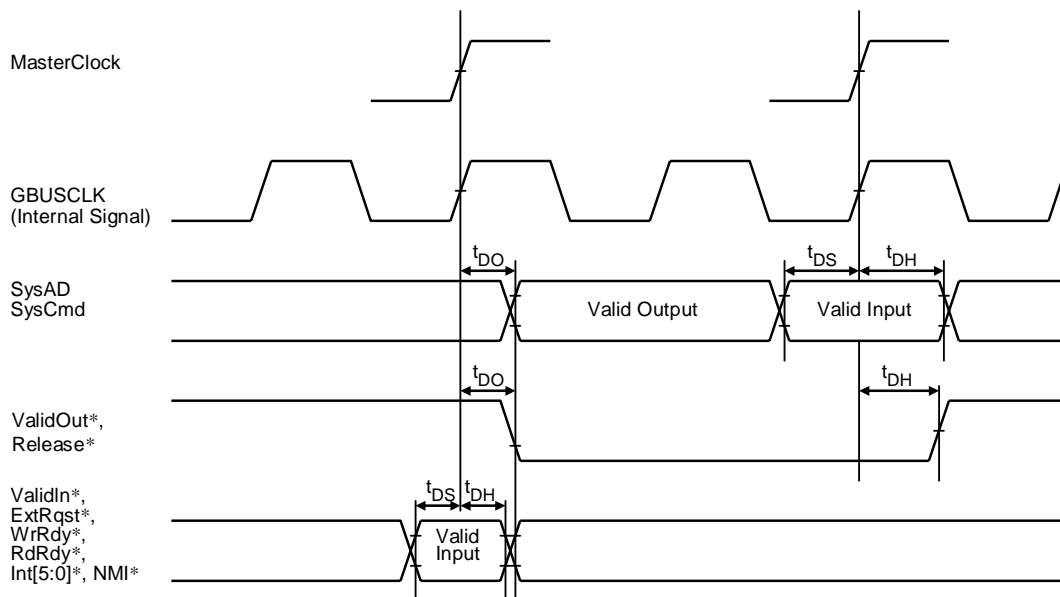 MasterClock
GBUSCLK
(Internal Signal)
tDO
tDS
tDH
SysAD
SysCmd
Valid Output
Valid Input
tDO
tDH
ValidOut*,
Release*
ValidIn*,
ExtRqst*,
WrRdy*,
RdRdy*,
Int[5:0]*, NMI*
tDS
tDH
Valid
Input